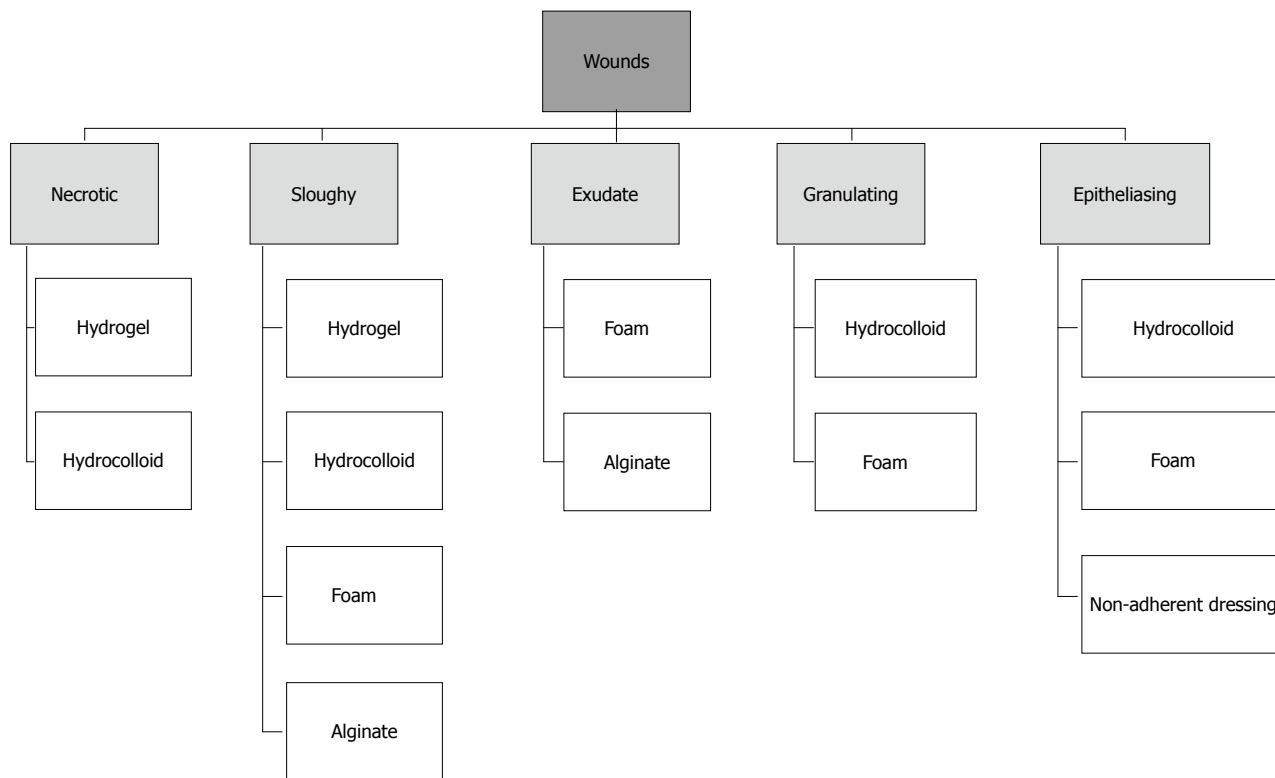 Wounds
Necrotic
Sloughy
Exudate
Granulating
Epitheliasing
Hydrogel
Hydrogel
Foam
Hydrocolloid
Hydrocolloid
Hydrocolloid
Hydrocolloid
Alginate
Foam
Foam
Foam
Non-adherent dressing
Alginate